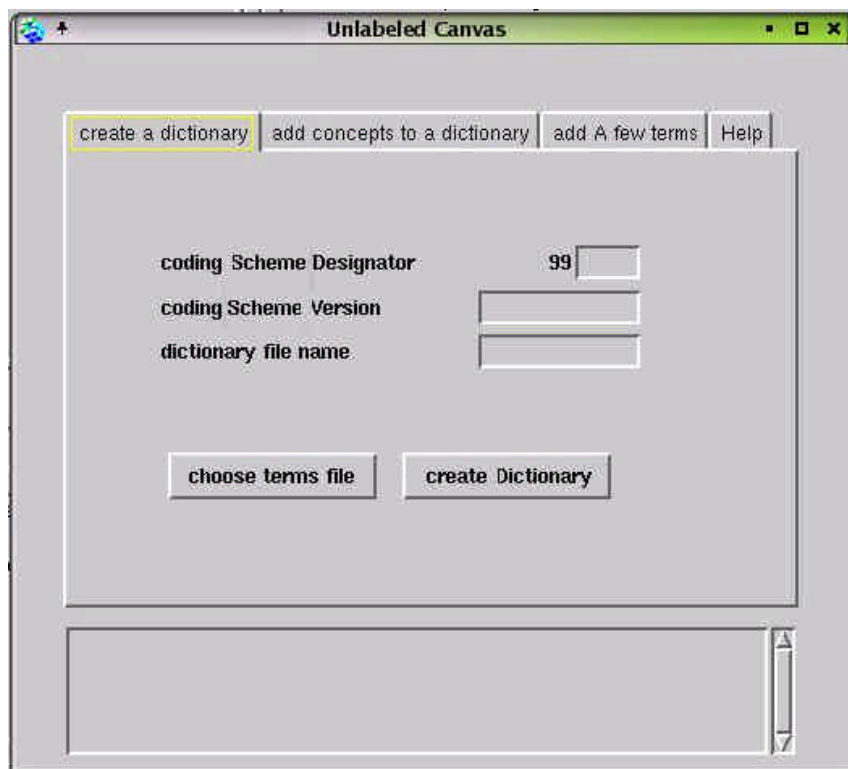 Unlabeled Canvas
create a dictionary add concepts to a dictionary add A few terms Help
coding Scheme Designator 99
coding Scheme Version
dictionary file name
choose terms file create Dictionary